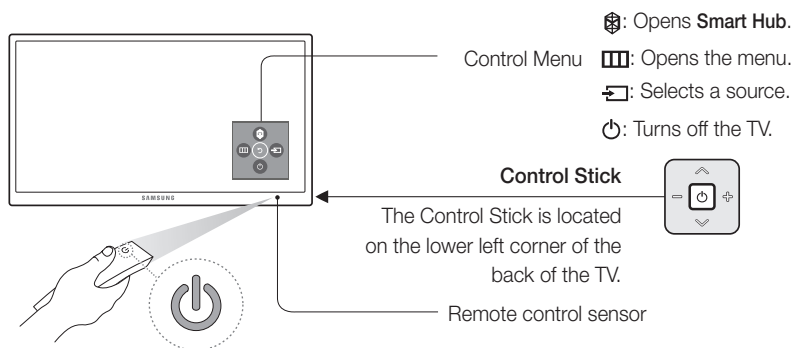 : Opens Smart Hub.
Control Menu : Opens the menu.
: Selects a source.
: Turns off the TV.
SAMSUNG
Control Stick
The Control Stick is located
on the lower left corner of the
back of the TV.
Remote control sensor